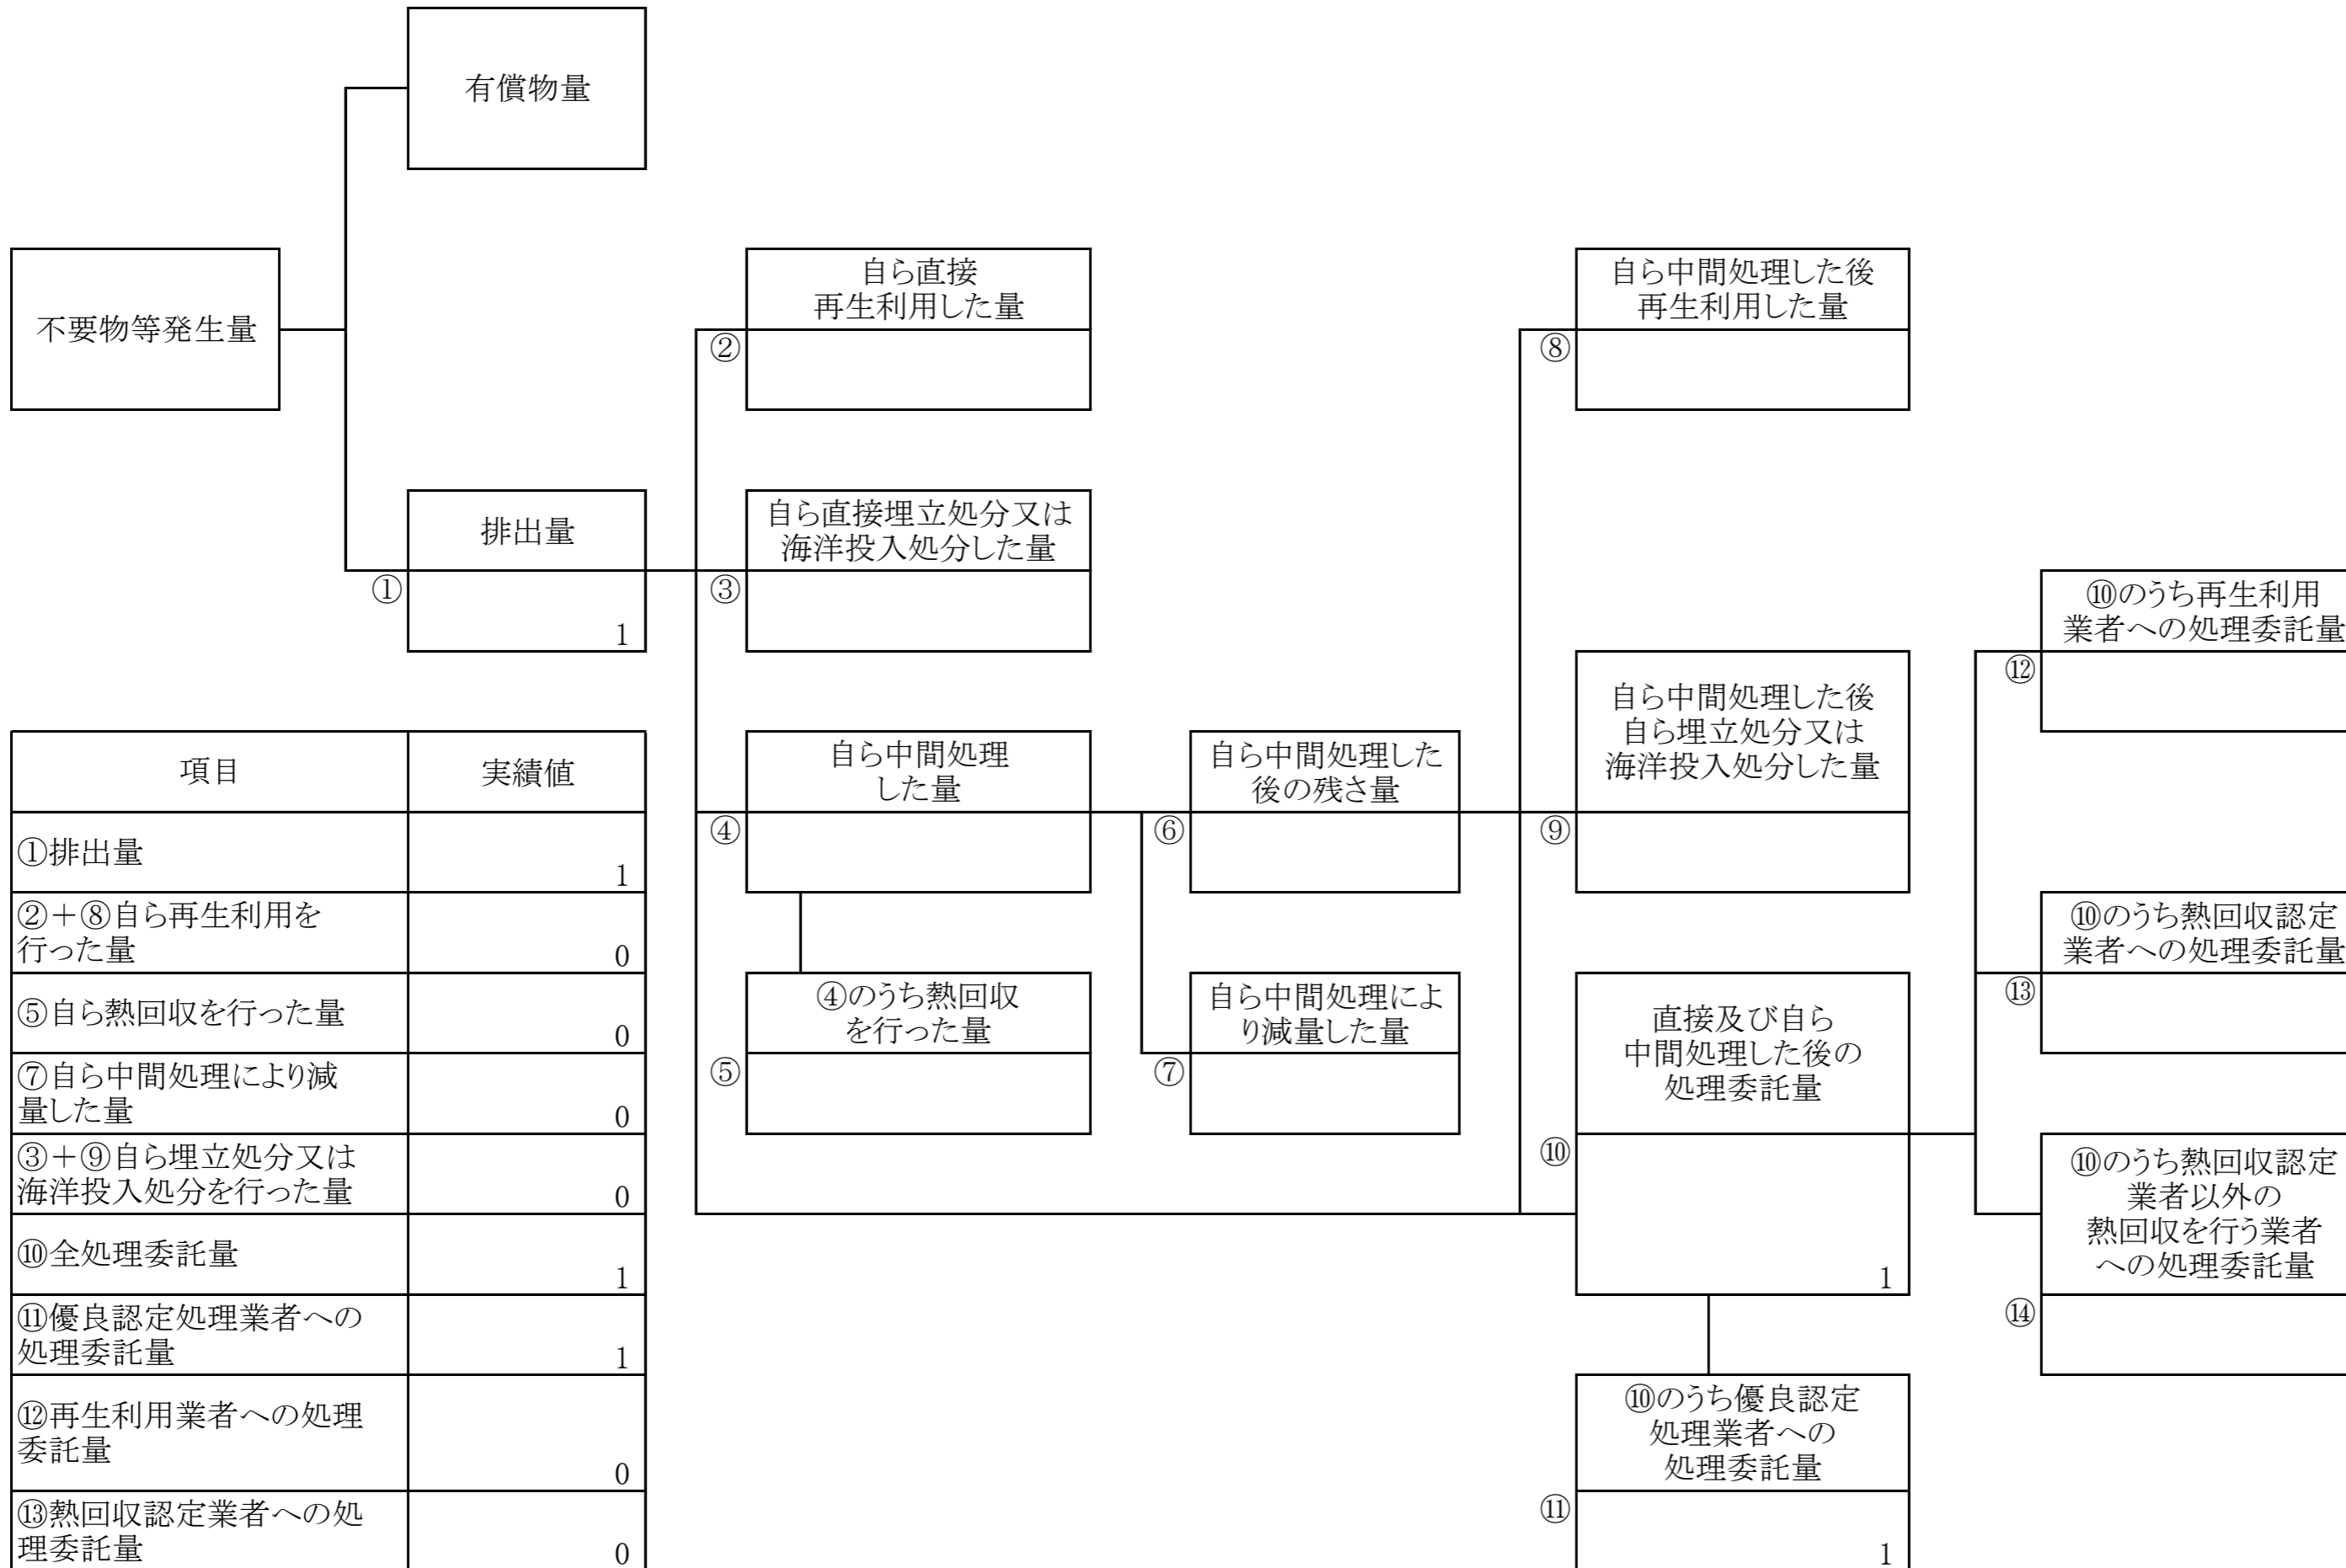 有償物量
不要物等発生量
自ら直接
再生利用した量
②
自ら中間処理した後
再生利用した量
⑧
排出量
①
1
自ら直接埋立処分又は
海洋投入処分した量
③
⑩のうち再生利用
業者への処理委託量
⑫
自ら中間処理
した量
④
自ら中間処理した
後の残さ量
⑥
自ら中間処理した後
自ら埋立処分又は
海洋投入処分した量
⑨
⑩のうち熱回収認定
業者への処理委託量
⑬
④のうち熱回収
を行った量
⑤
自ら中間処理によ
り減量した量
⑦
直接及び自ら
中間処理した後の
処理委託量
⑩
1
⑩のうち熱回収認定
業者以外の
熱回収を行う業者
への処理委託量
⑭
⑩のうち優良認定
処理業者への
処理委託量
⑪
1
項目 実績値
①排出量
1
②+⑧自ら再生利用を
行った量 0
⑤自ら熱回収を行った量
0
⑦自ら中間処理により減
量した量 0
③+⑨自ら埋立処分又は
海洋投入処分を行った量 0
⑩全処理委託量
1
⑪優良認定処理業者への
処理委託量 1
⑫再生利用業者への処理
委託量
0
⑬熱回収認定業者への処
理委託量 0